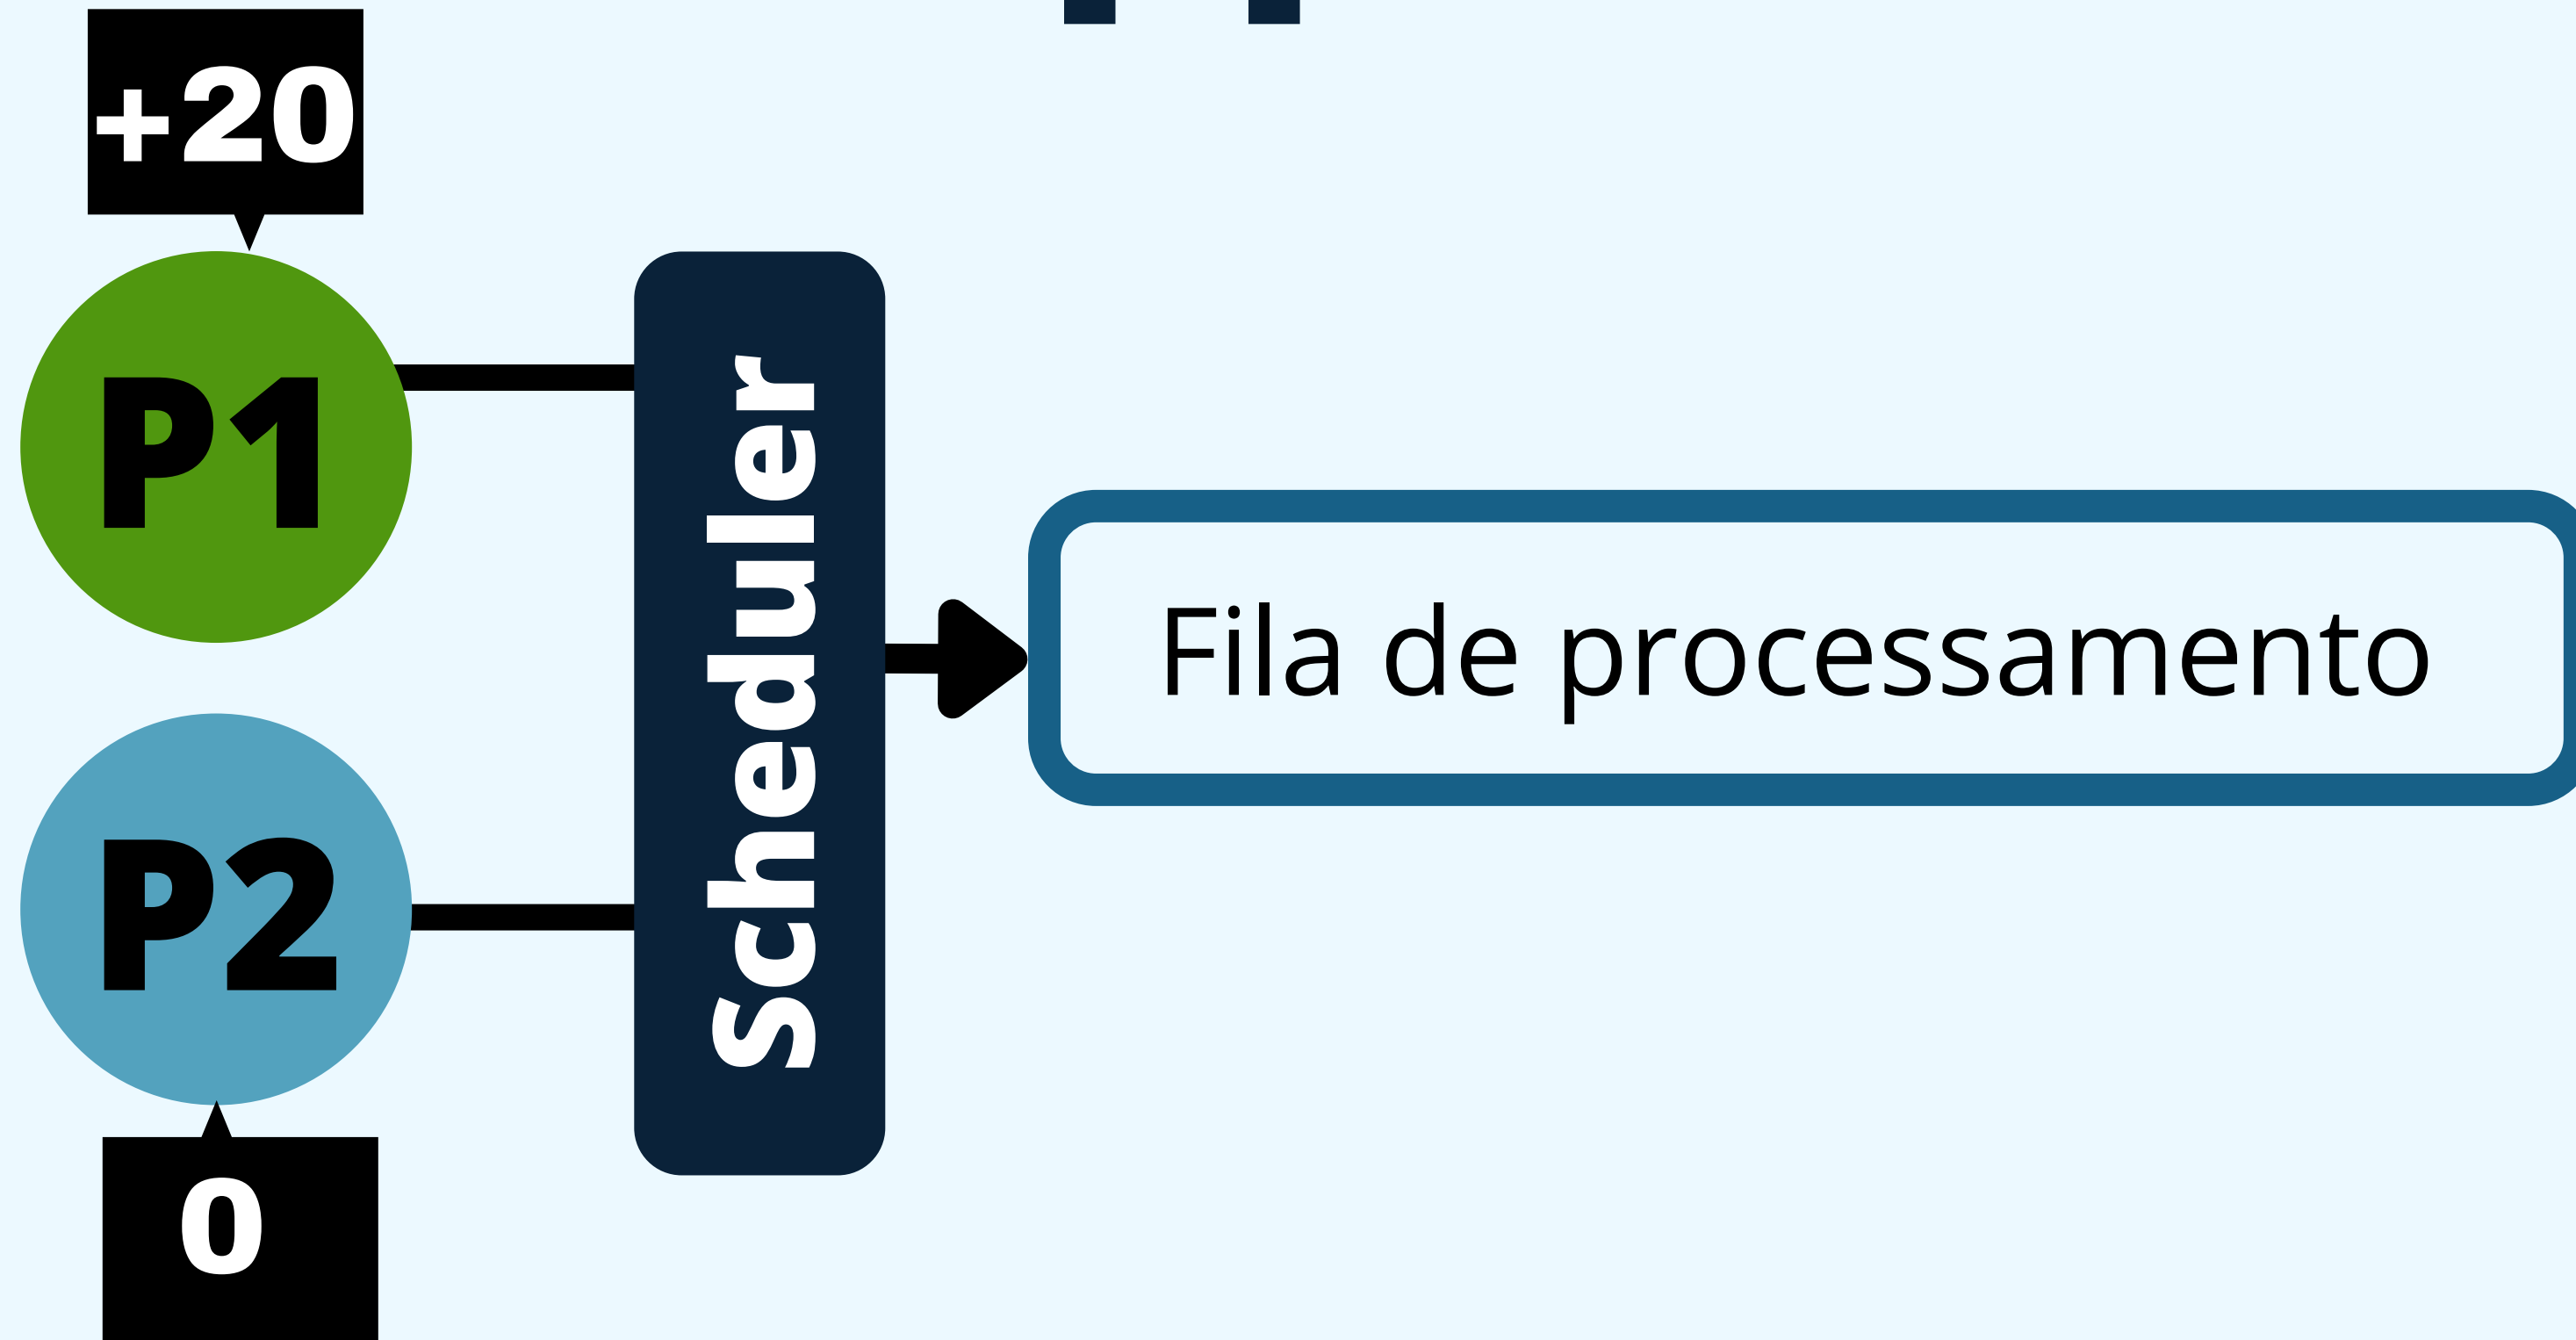 +20
P1
Scheduler
Fila de processamento
P2
0